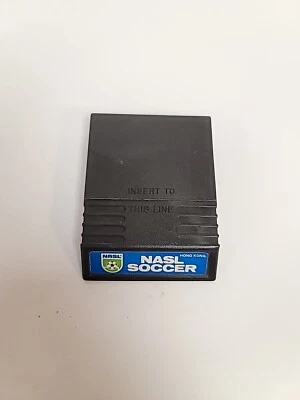 INSERT TO
THIS LINE
NASL
HONG KONG
NASL
SOCCER